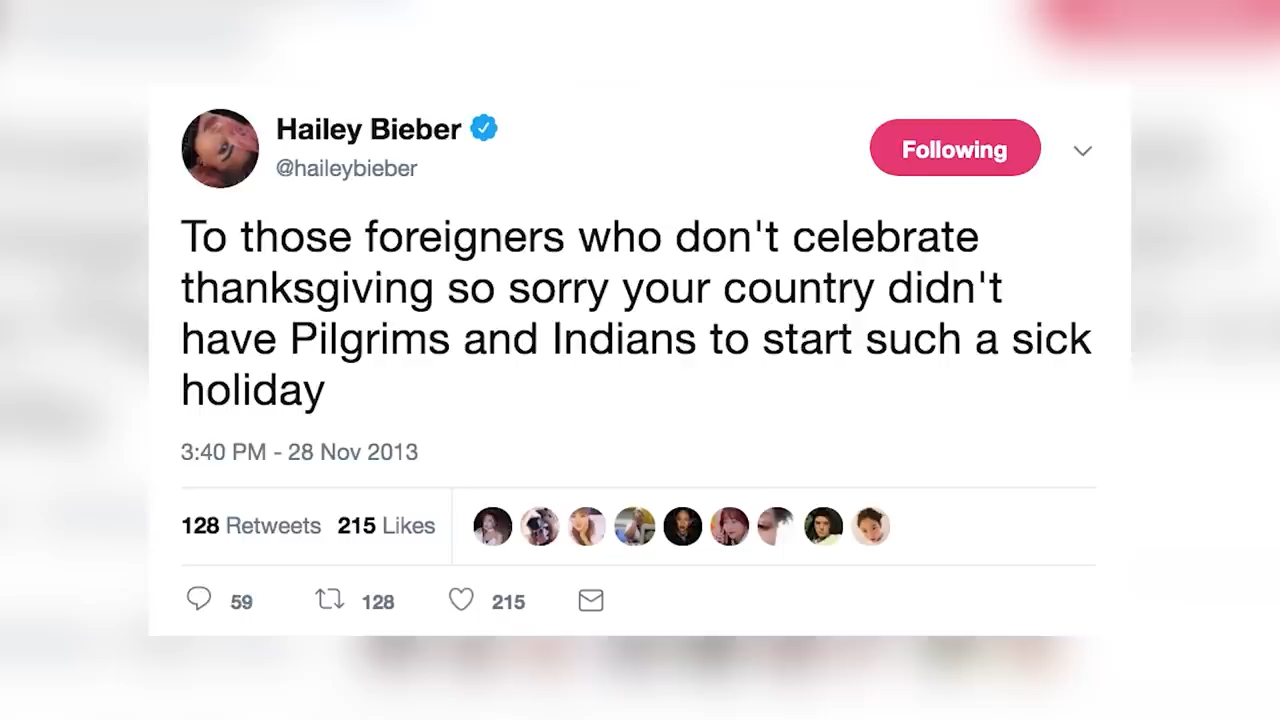 Hailey Bieber
@haileybieber
Following
To those foreigners who don't celebrate
thanksgiving so sorry your country didn't
have Pilgrims and Indians to start such a sick
holiday
3:40 PM - 28 Nov 2013
128 Retweets 215 Likes
59 128 215